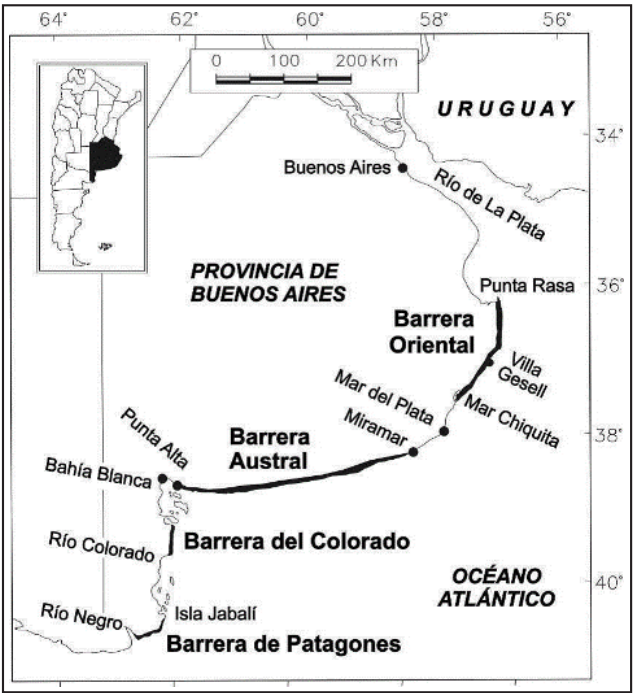 64°
62°
60°
58°
56°
0 100 200 Km
URUGUAY
34°
Buenos Aires
Río de La Plata
PROVINCIA DE
BUENOS AIRES
Punta Rasa
36°
Barrera
Oriental
Villa
Gesell
Mar del Plata
Mar Chiquita
Miramar
Punta Alta
Barrera
Austral
38°
Bahía Blanca
Río Colorado
Barrera del Colorado
OCÉANO
ATLÁNTICO
40°
Río Negro
Isla Jabalí
Barrera de Patagones